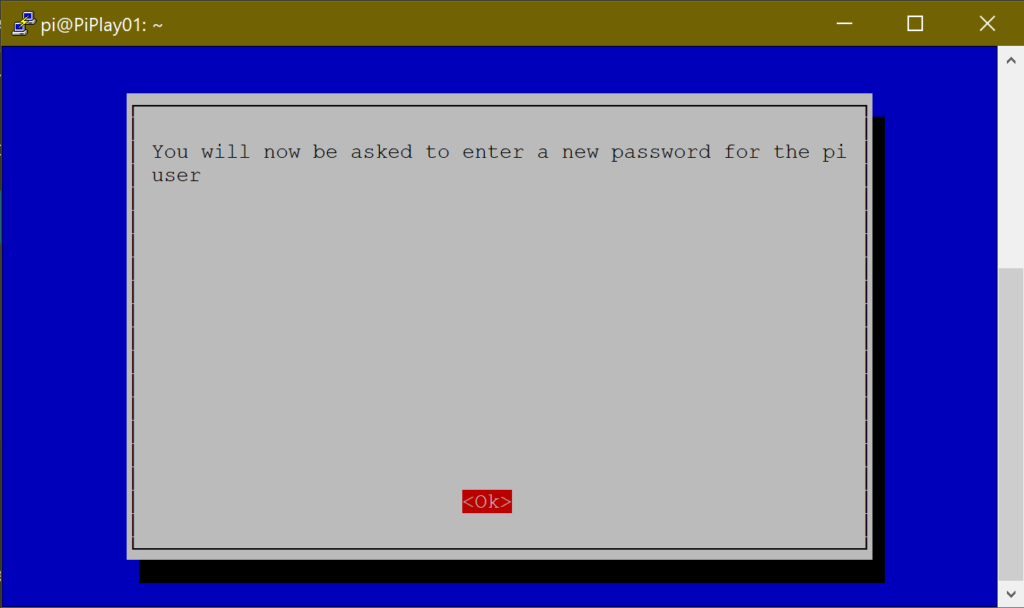 pi@PiPlay01: ~
You will now be asked to enter a new password for the pi
user
<Ok>